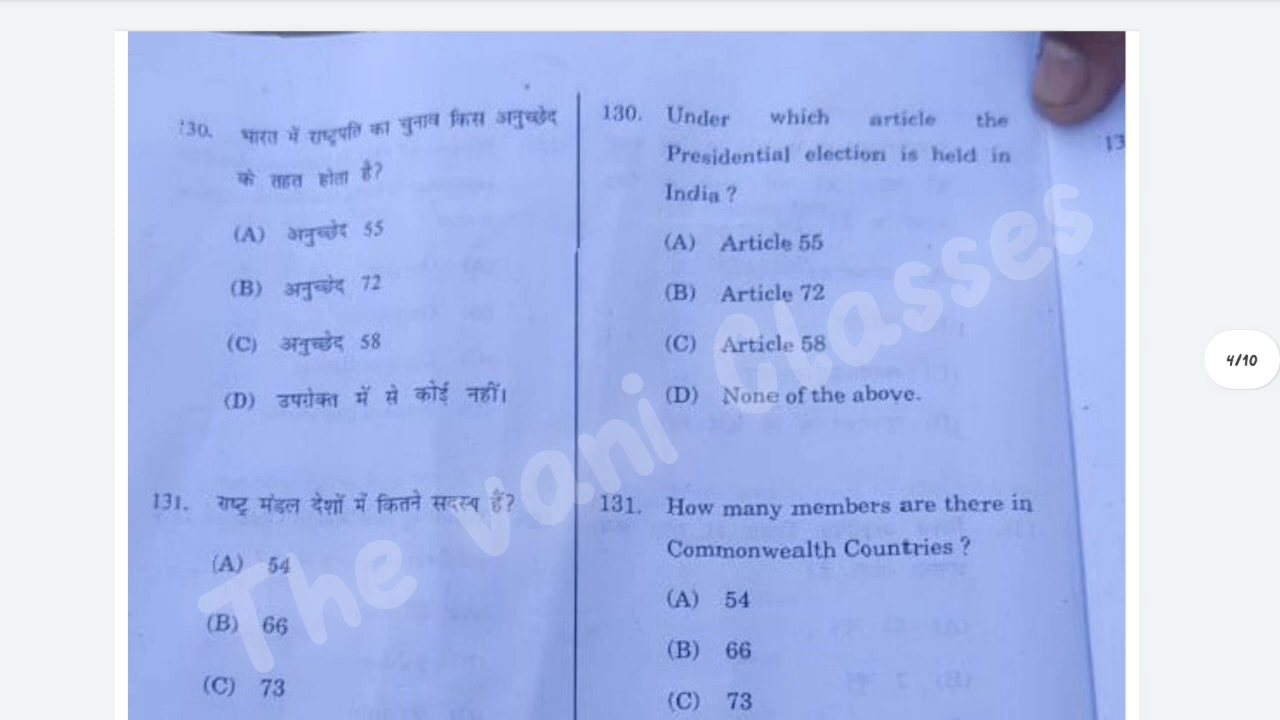 130. भारत में राष्ट्रपति का चुनाव किस अनुच्छेद
के तहत होता है?
(A) अनुच्छेद 55
(B) अनुच्छेद 72
(C) अनुच्छेद 58
(D) उपरोक्त में से कोई नहीं।
131. राष्ट्र मंडल देशों में कितने सदस्य हैं?
(A) 54
(B) 66
(C) 73
130. Under which article the
Presidential election is held in
India ?
(A) Article 55
(B) Article 72
(C) Article 58
(D) None of the above.
131. How many members are there in
Commonwealth Countries ?
(A) 54
(B) 66
(C) 73
13
The vani Classes
4/10